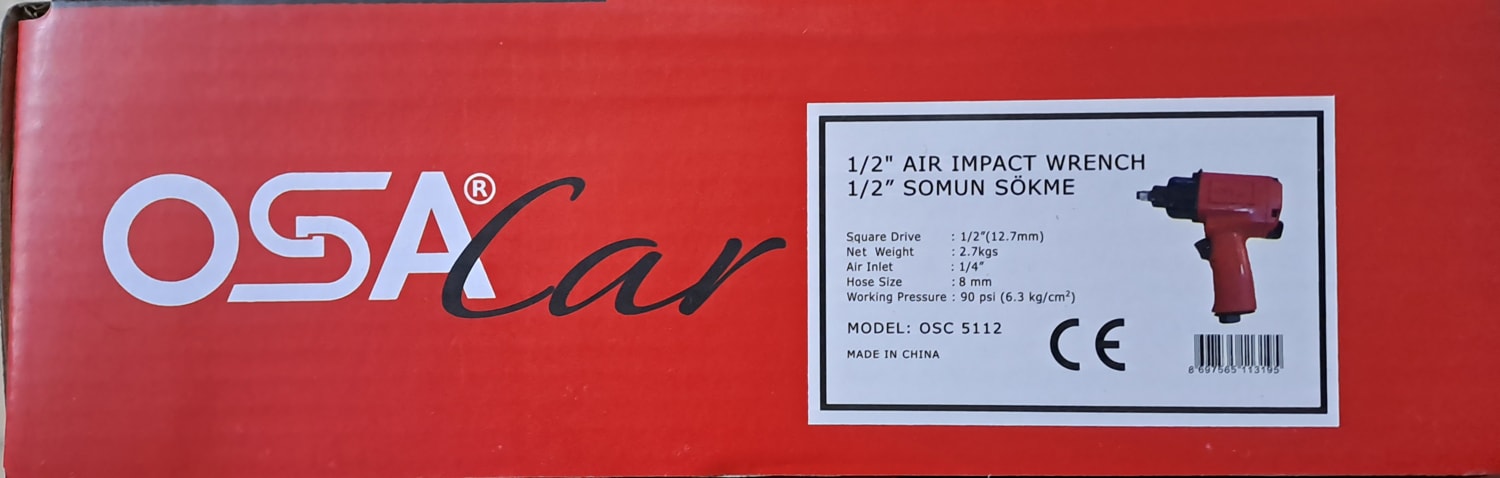 OSA® Car
1/2" AIR IMPACT WRENCH
1/2” SOMUN SÖKME
Square Drive : 1/2”(12.7mm)
Net Weight : 2.7kgs
Air Inlet : 1/4”
Hose Size : 8 mm
Working Pressure : 90 psi (6.3 kg/cm²)
MODEL: OSC 5112
MADE IN CHINA
CE
8 697565 113195